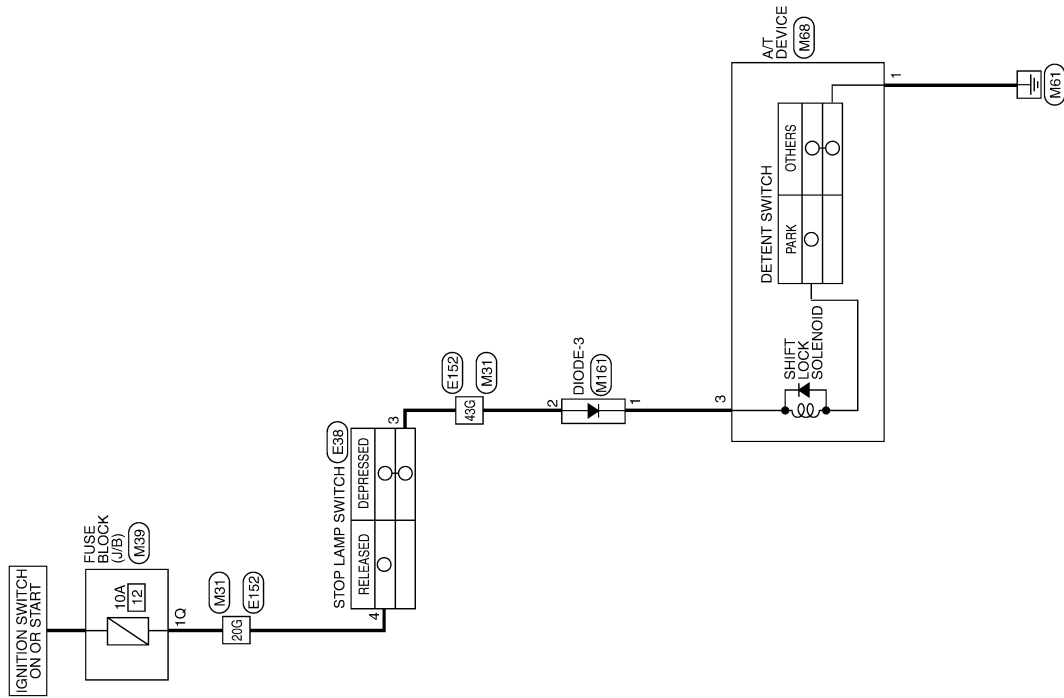 IGNITION SWITCH
ON OR START
FUSE
BLOCK
(J/B)
M39
10A
12
1Q
M31
20G
E152
STOP LAMP SWITCH
E38
RELEASED
DEPRESSED
4
3
E152
43G
M31
2
DIODE-3
M161
1
3
A/T
DEVICE
M68
DETENT SWITCH
PARK
OTHERS
SHIFT
LOCK
SOLENOID
1
M61